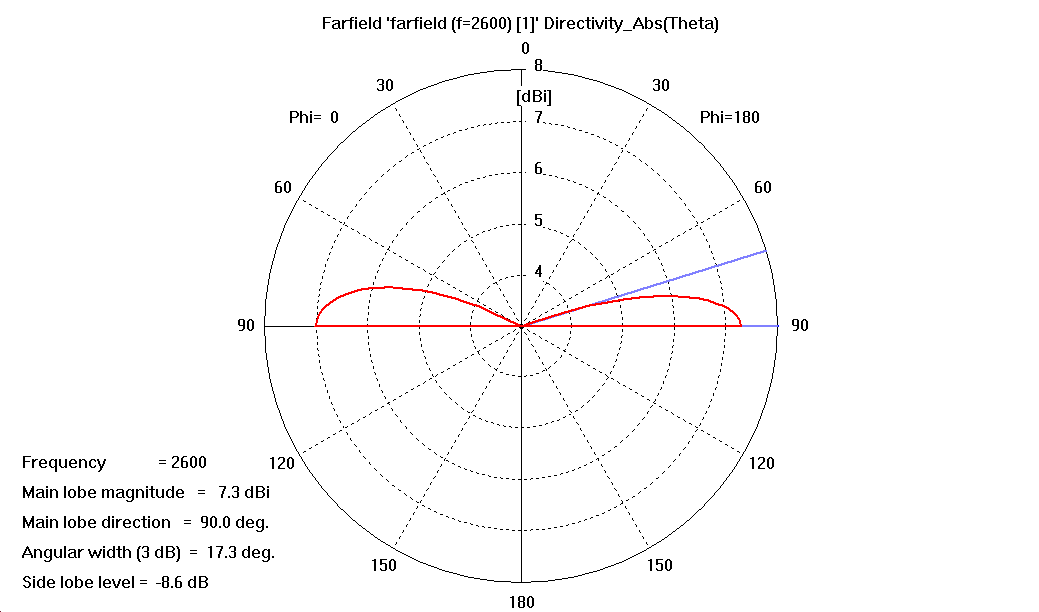 Farfield 'farfield (f=2600) [1]' Directivity_Abs(Theta)
0
8
30
30
[dBi]
Phi= 0
7
Phi=180
6
60
60
5
4
90
90
120
120
Frequency = 2600
Main lobe magnitude = 7.3 dBi
Main lobe direction = 90.0 deg.
Angular width (3 dB) = 17.3 deg.
150
150
Side lobe level = -8.6 dB
180